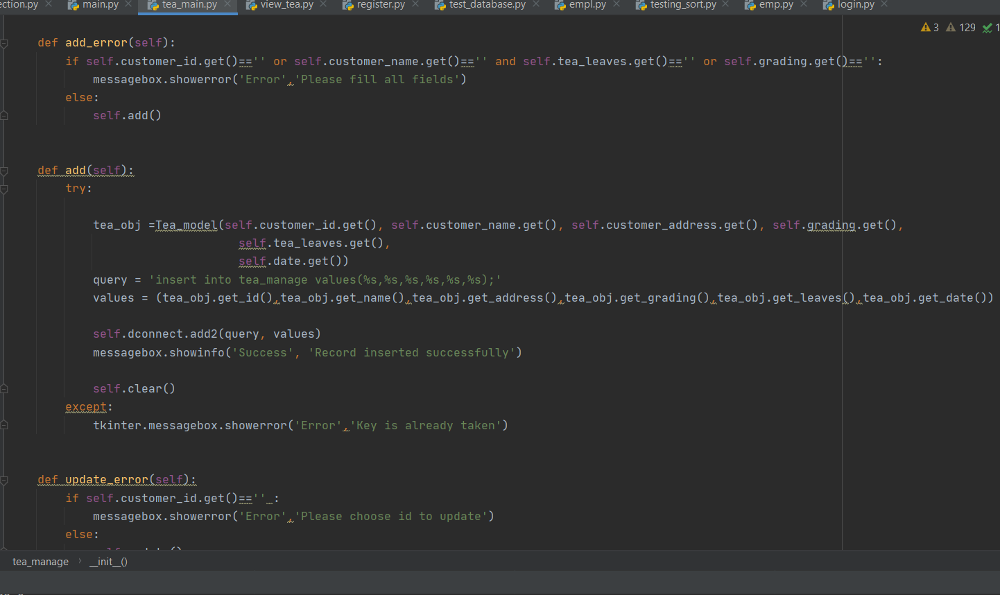 ection.py main.py tea_main.py view_tea.py register.py test_database.py empl.py testing_sort.py emp.py login.py
3 129 1
def add_error(self):
if self.customer_id.get()=='' or self.customer_name.get()=='' and self.tea_leaves.get()=='' or self.grading.get()=='':
messagebox.showerror('Error','Please fill all fields')
else:
self.add()
def add(self):
try:
tea_obj =Tea_model(self.customer_id.get(), self.customer_name.get(), self.customer_address.get(), self.grading.get(),
self.tea_leaves.get(),
self.date.get())
query = 'insert into tea_manage values(%s,%s,%s,%s,%s,%s);'
values = (tea_obj.get_id(),tea_obj.get_name(),tea_obj.get_address(),tea_obj.get_grading(),tea_obj.get_leaves(),tea_obj.get_date())
self.dconnect.add2(query, values)
messagebox.showinfo('Success', 'Record inserted successfully')
self.clear()
except:
tkinter.messagebox.showerror('Error','Key is already taken')
def update_error(self):
if self.customer_id.get()=='' :
messagebox.showerror('Error','Please choose id to update')
else:
tea_manage > __init__()